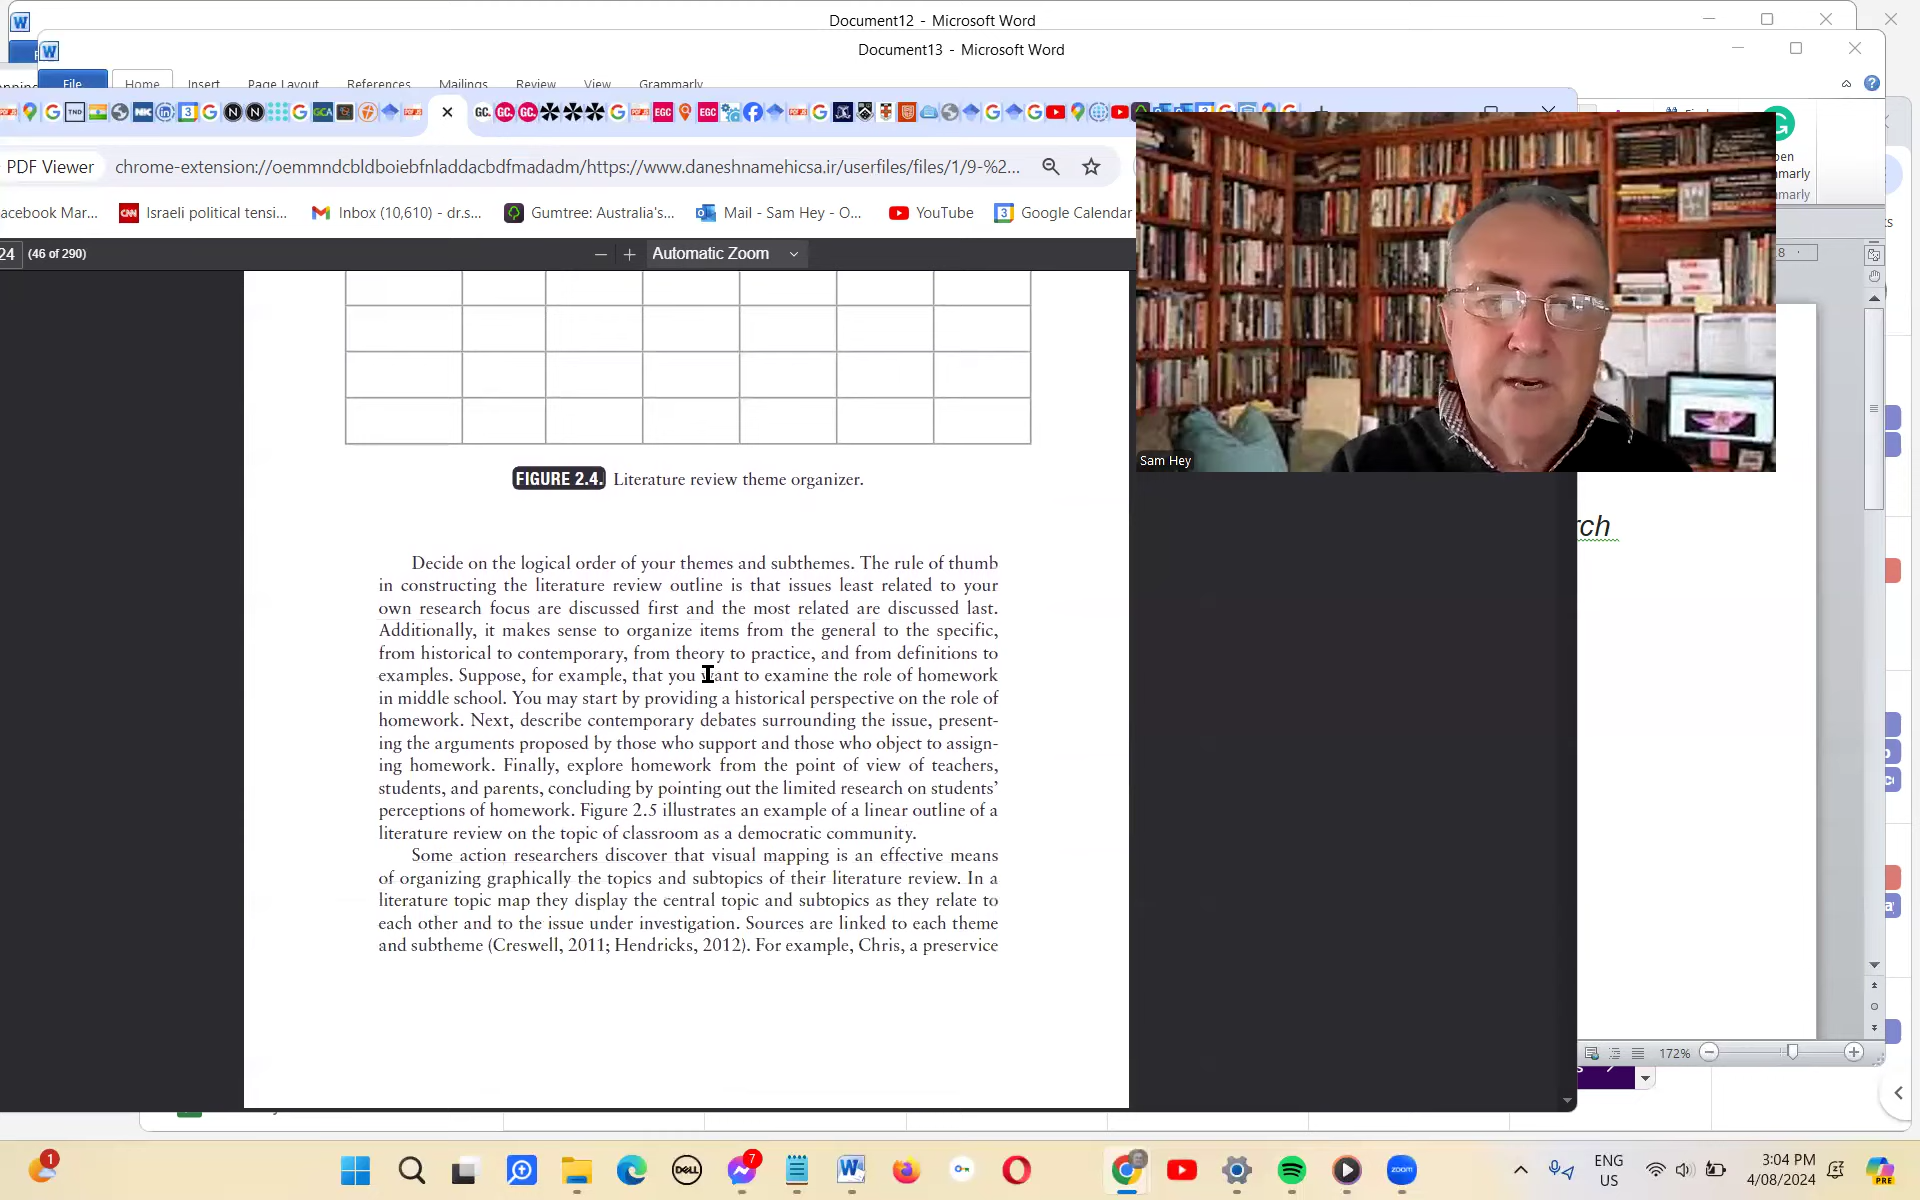 Document12 - Microsoft Word
Document13 - Microsoft Word
File Home Insert Page Layout References Mailings Review View Grammarly
PDF Viewer chrome-extension://oemmndcbldboiebfnladdacbdfmadadm/https://www.daneshnamehicsa.ir/userfiles/files/1/9-%2...
acebook Mar... CNN Israeli political tensi... Inbox (10,610) - dr.s... Gumtree: Australia's... Mail - Sam Hey - O... YouTube 3 Google Calendar
24 (46 of 290) Automatic Zoom
Sam Hey
FIGURE 2.4. Literature review theme organizer.
rch
Decide on the logical order of your themes and subthemes. The rule of thumb
in constructing the literature review outline is that issues least related to your
own research focus are discussed first and the most related are discussed last.
Additionally, it makes sense to organize items from the general to the specific,
from historical to contemporary, from theory to practice, and from definitions to
examples. Suppose, for example, that you want to examine the role of homework
in middle school. You may start by providing a historical perspective on the role of
homework. Next, describe contemporary debates surrounding the issue, present-
ing the arguments proposed by those who support and those who object to assign-
ing homework. Finally, explore homework from the point of view of teachers,
students, and parents, concluding by pointing out the limited research on students'
perceptions of homework. Figure 2.5 illustrates an example of a linear outline of a
literature review on the topic of classroom as a democratic community.
Some action researchers discover that visual mapping is an effective means
of organizing graphically the topics and subtopics of their literature review. In a
literature topic map they display the central topic and subtopics as they relate to
each other and to the issue under investigation. Sources are linked to each theme
and subtheme (Creswell, 2011; Hendricks, 2012). For example, Chris, a preservice
172%
1 DELL 7 zoom ENG
US
3:04 PM
4/08/2024
PRE